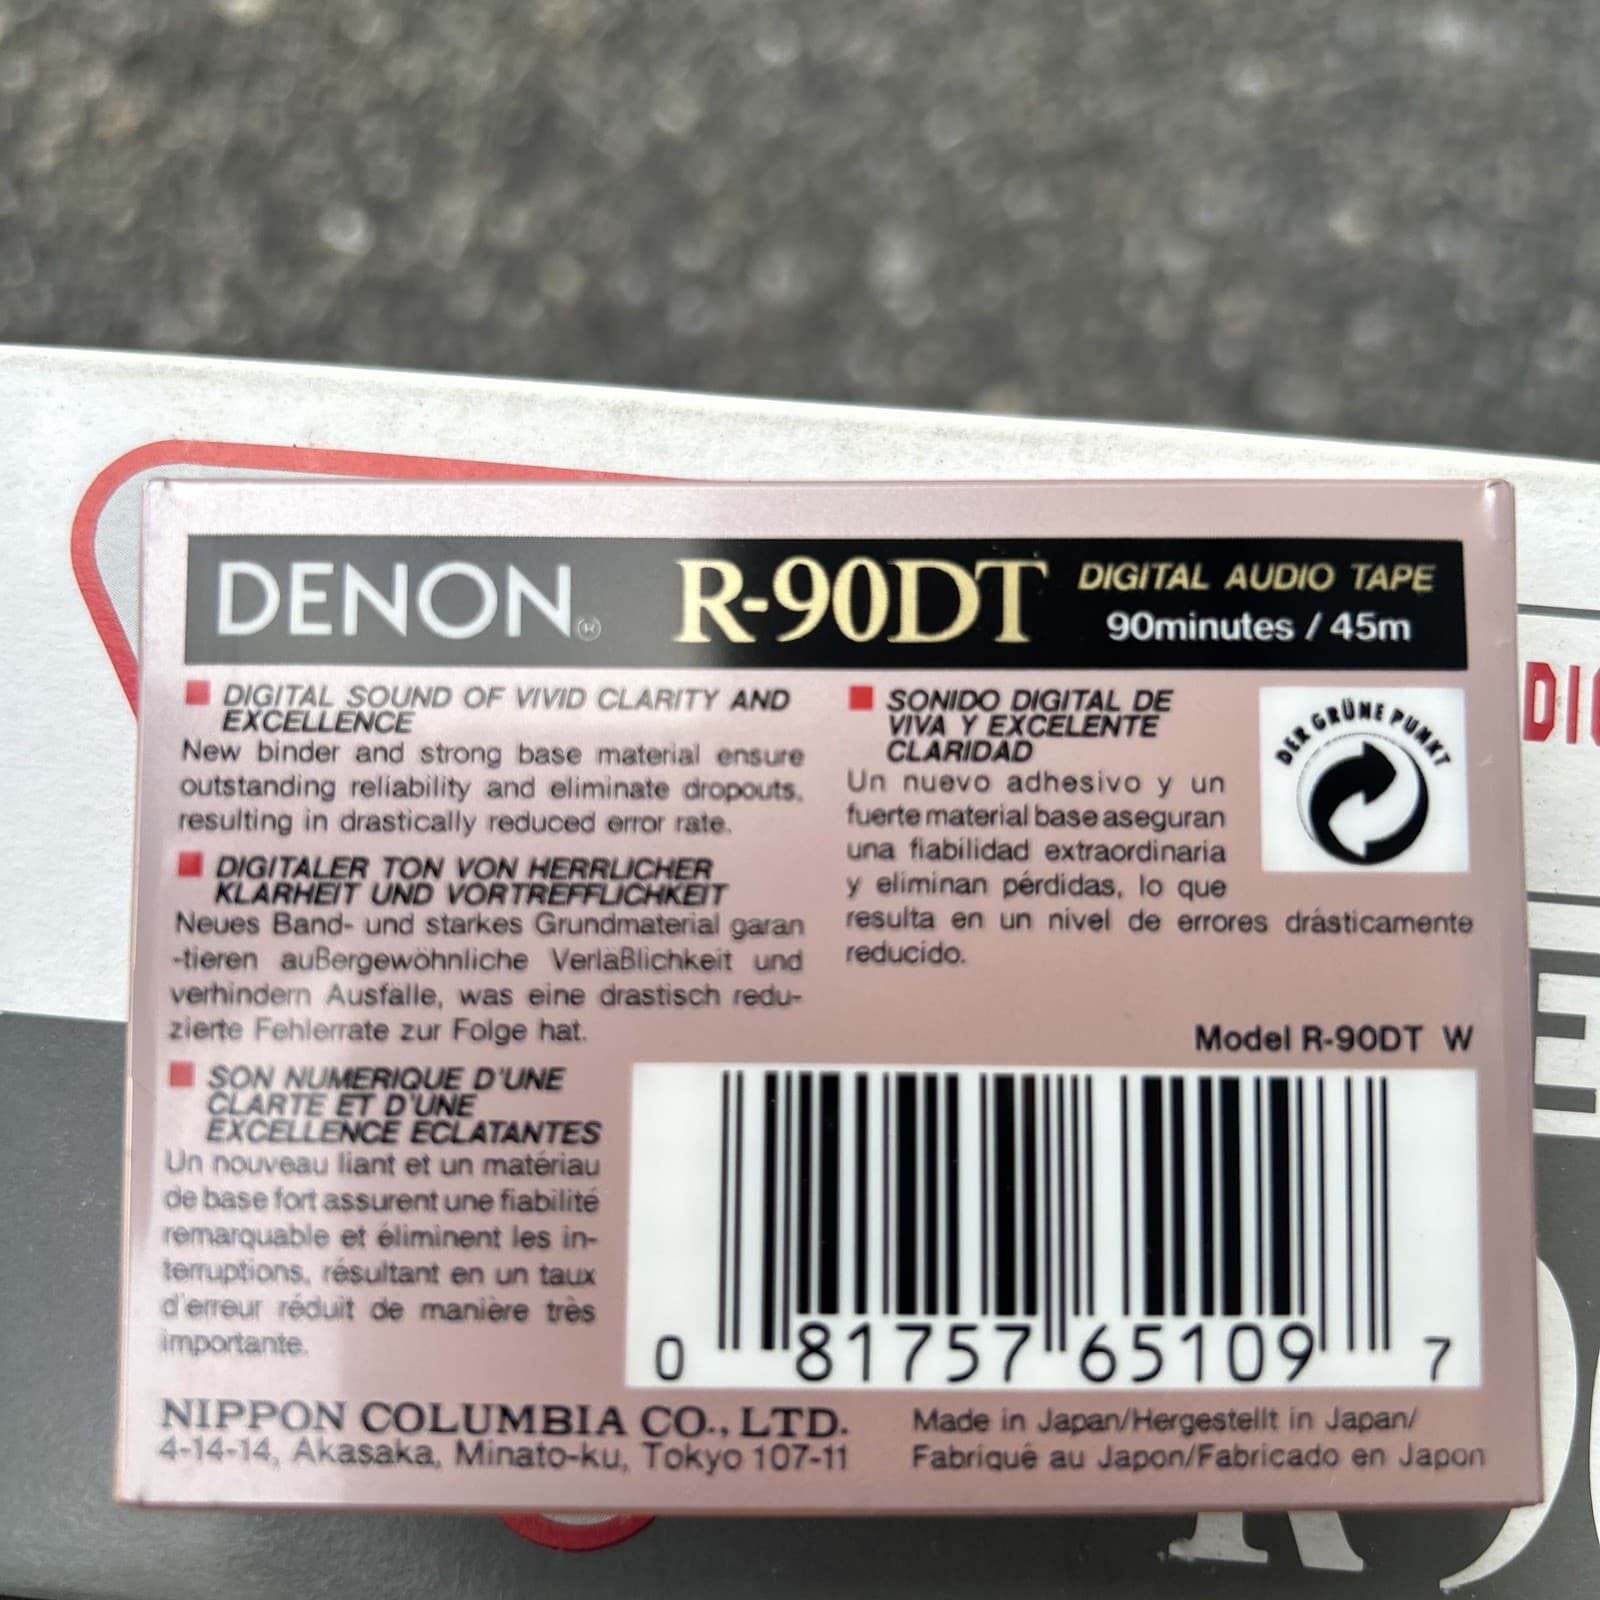 DENON® R-90DT DIGITAL AUDIO TAPE
90minutes / 45m
DIGITAL SOUND OF VIVID CLARITY AND
EXCELLENCE
New binder and strong base material ensure
outstanding reliability and eliminate dropouts,
resulting in drastically reduced error rate.
DIGITALER TON VON HERRLICHER
KLARHEIT UND VORTREFFLICHKEIT
Neues Band- und starkes Grundmaterial garan
-tieren außergewöhnliche Verläßlichkeit und
verhindern Ausfälle, was eine drastisch redu-
zierte Fehlerrate zur Folge hat.
SON NUMERIQUE D'UNE
CLARTE ET D'UNE
EXCELLENCE ECLATANTES
Un nouveau liant et un matériau
de base fort assurent une fiabilité
remarquable et éliminent les in-
terruptions, résultant en un taux
d'erreur réduit de manière très
importante.
SONIDO DIGITAL DE
VIVA Y EXCELENTE
CLARIDAD
Un nuevo adhesivo y un
fuerte material base aseguran
una fiabilidad extraordinaria
y eliminan pérdidas, lo que
resulta en un nivel de errores drásticamente
reducido.
DER GRÜNE PUNKT
Model R-90DT W
0 81757 65109 7
NIPPON COLUMBIA CO., LTD.
4-14-14, Akasaka, Minato-ku, Tokyo 107-11
Made in Japan/Hergestellt in Japan/
Fabriqué au Japon/Fabricado en Japon